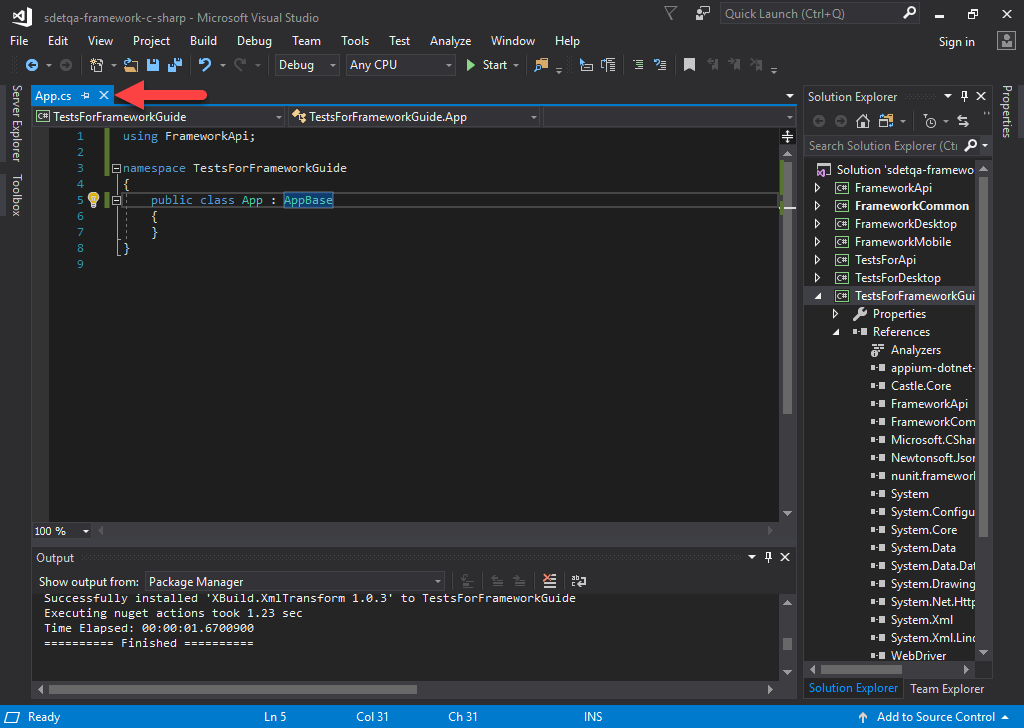 sdetqa-framework-c-sharp - Microsoft Visual Studio
Quick Launch (Ctrl+Q)
File Edit View Project Build Debug Team Tools Test Analyze Window Help
Sign in
Debug Any CPU Start
Server Explorer
Toolbox
App.cs
C# TestsForFrameworkGuide TestsForFrameworkGuide.App
1 using FrameworkApi;
2
3 namespace TestsForFrameworkGuide
4 {
5 public class App : AppBase
6 {
7 }
8 }
9
100 %
Output
Show output from: Package Manager
Successfully installed 'XBuild.XmlTransform 1.0.3' to TestsForFrameworkGuide
Executing nuget actions took 1.23 sec
Time Elapsed: 00:00:01.6700900
========== Finished ==========
Solution Explorer
Search Solution Explorer (Ctr
Solution 'sdetqa-framewo
C# FrameworkApi
C# FrameworkCommon
C# FrameworkDesktop
C# FrameworkMobile
C# TestsForApi
C# TestsForDesktop
C# TestsForFrameworkGui
Properties
References
Analyzers
appium-dotnet-
Castle.Core
FrameworkApi
FrameworkCom
Microsoft.CShar
Newtonsoft.Json
nunit.framework
System
System.Configu
System.Core
System.Data
System.Data.Dat
System.Drawing
System.Net.Http
System.Xml
System.Xml.Linq
WebDriver
Solution Explorer Team Explorer
Properties
Ready Ln 5 Col 31 Ch 31 INS Add to Source Control